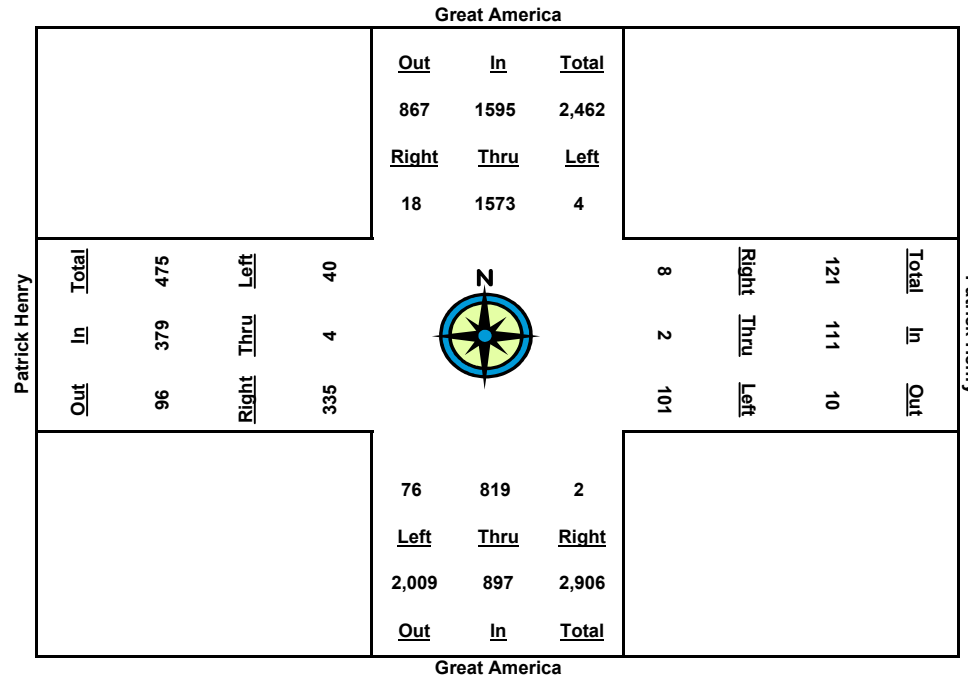 Great America
Out In Total
867 1595 2,462
Right Thru Left
18 1573 4
Patrick Henry
Total 475 Left 40
In 379 Thru 4
Out 96 Right 335
N
8 Right 121 Total
2 Thru 111 In
101 Left 10 Out
Patrick Henry
76 819 2
Left Thru Right
2,009 897 2,906
Out In Total
Great America